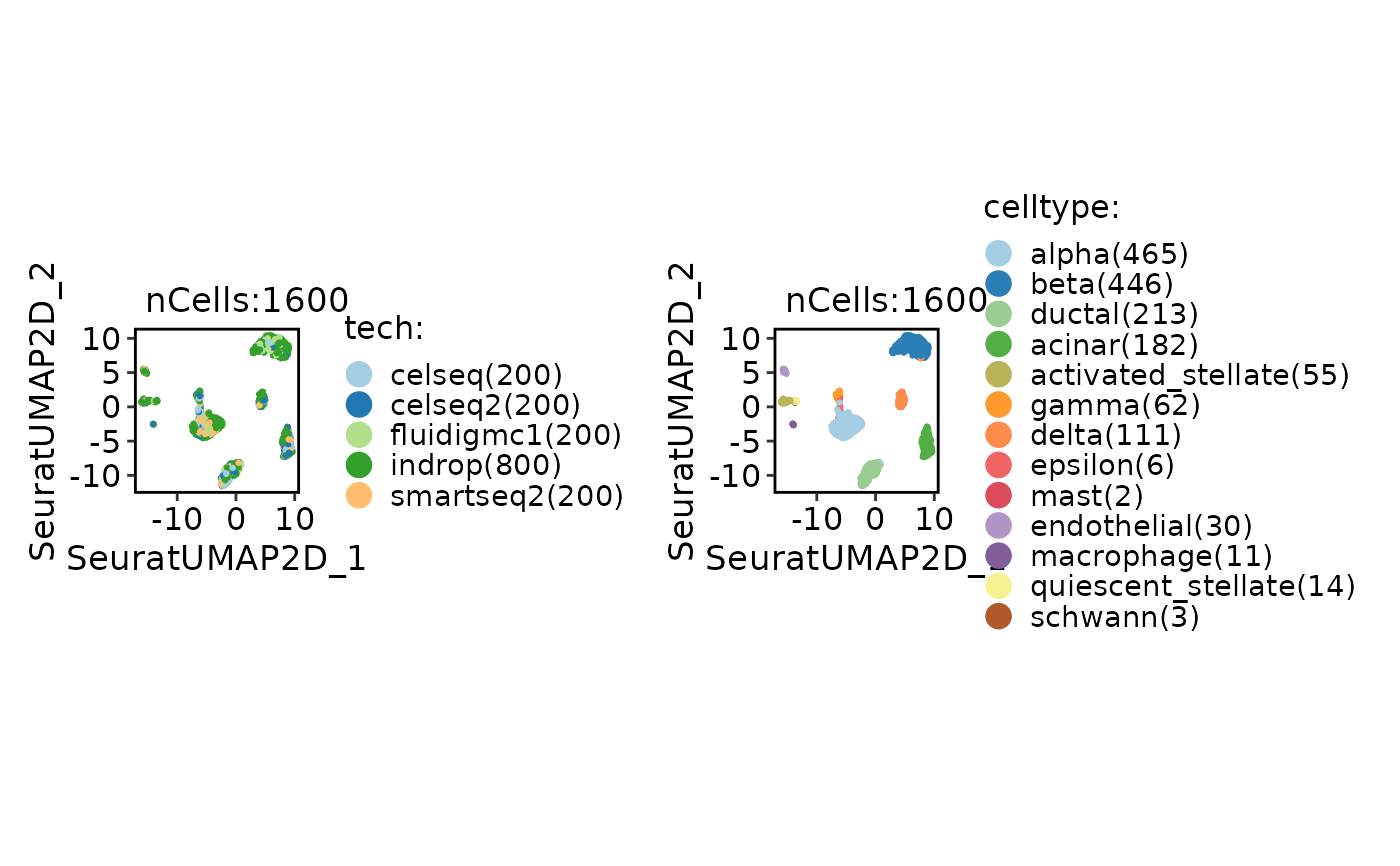 nCells:1600
SeuratUMAP2D_2
10
5
0
-5
-10
-10 0 10
SeuratUMAP2D_1
tech:
celseq(200)
celseq2(200)
fluidigmc1(200)
indrop(800)
smartseq2(200)
nCells:1600
SeuratUMAP2D_2
10
5
0
-5
-10
-10 0 10
SeuratUMAP2D_1
celltype:
alpha(465)
beta(446)
ductal(213)
acinar(182)
activated_stellate(55)
gamma(62)
delta(111)
epsilon(6)
mast(2)
endothelial(30)
macrophage(11)
quiescent_stellate(14)
schwann(3)